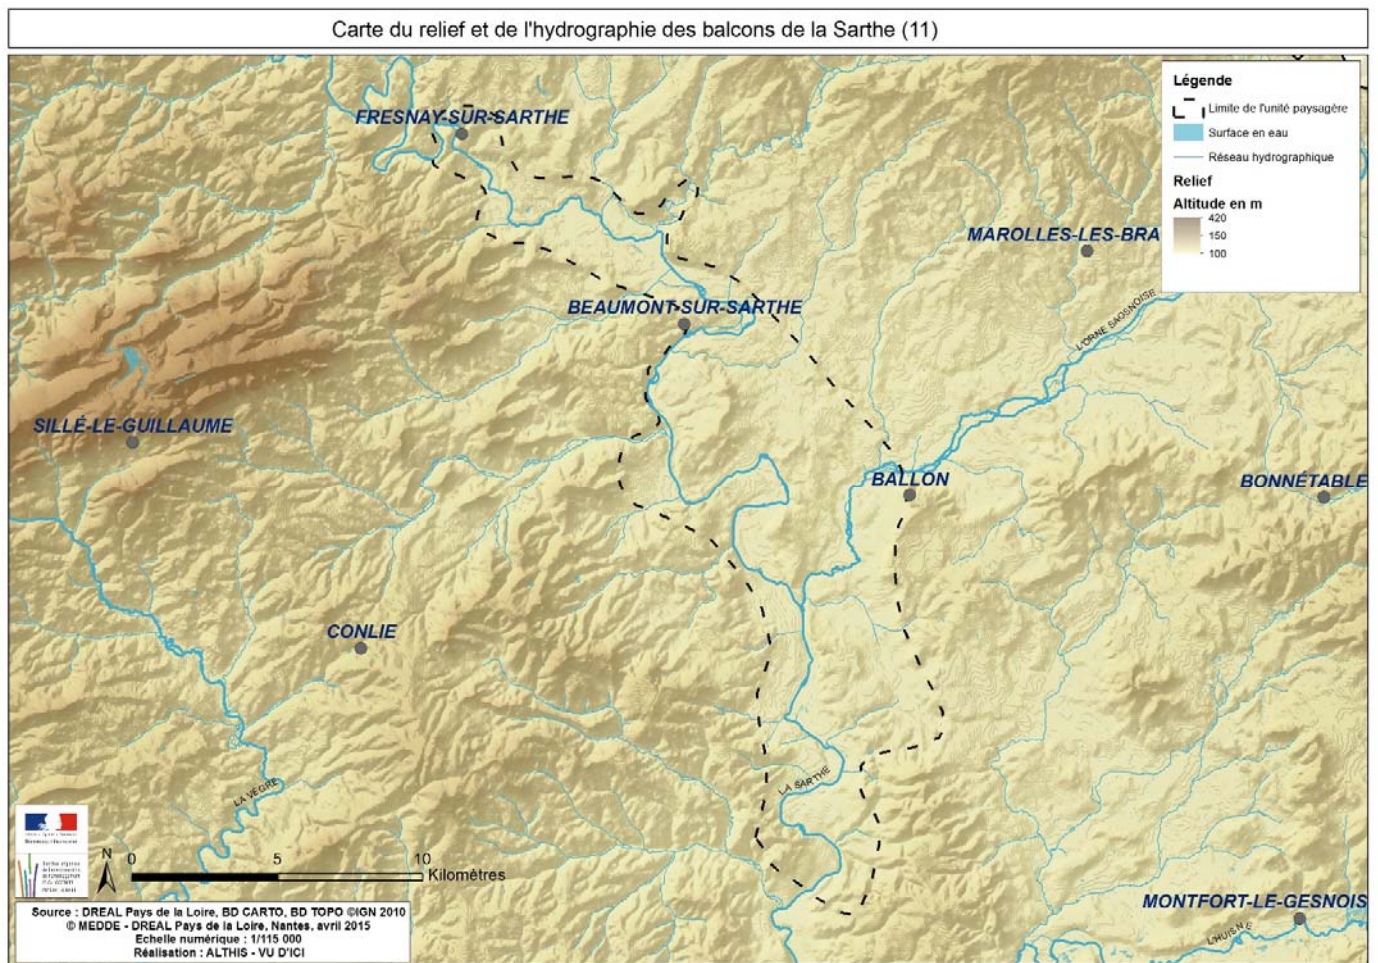 Carte du relief et de l'hydrographie des balcons de la Sarthe (11)
Légende
Limite de l'unité paysagère
Surface en eau
Réseau hydrographique
Relief
Altitude en m
420
150
100
FRESNAY-SUR-SARTHE
MAROLLES-LES-BRA
BEAUMONT-SUR-SARTHE
L'ORNE SAOSNOISE
SILLÉ-LE-GUILLAUME
BALLON
BONNÉTABLE
CONLIE
LA SARTHE
LA VÈGRE
MONTFORT-LE-GESNOIS
L'HUISNE
N
0 5 10
Kilomètres
Source : DREAL Pays de la Loire, BD CARTO, BD TOPO ©IGN 2010
© MEDDE - DREAL Pays de la Loire, Nantes, avril 2015
Echelle numérique : 1/115 000
Réalisation : ALTHIS - VU D'ICI